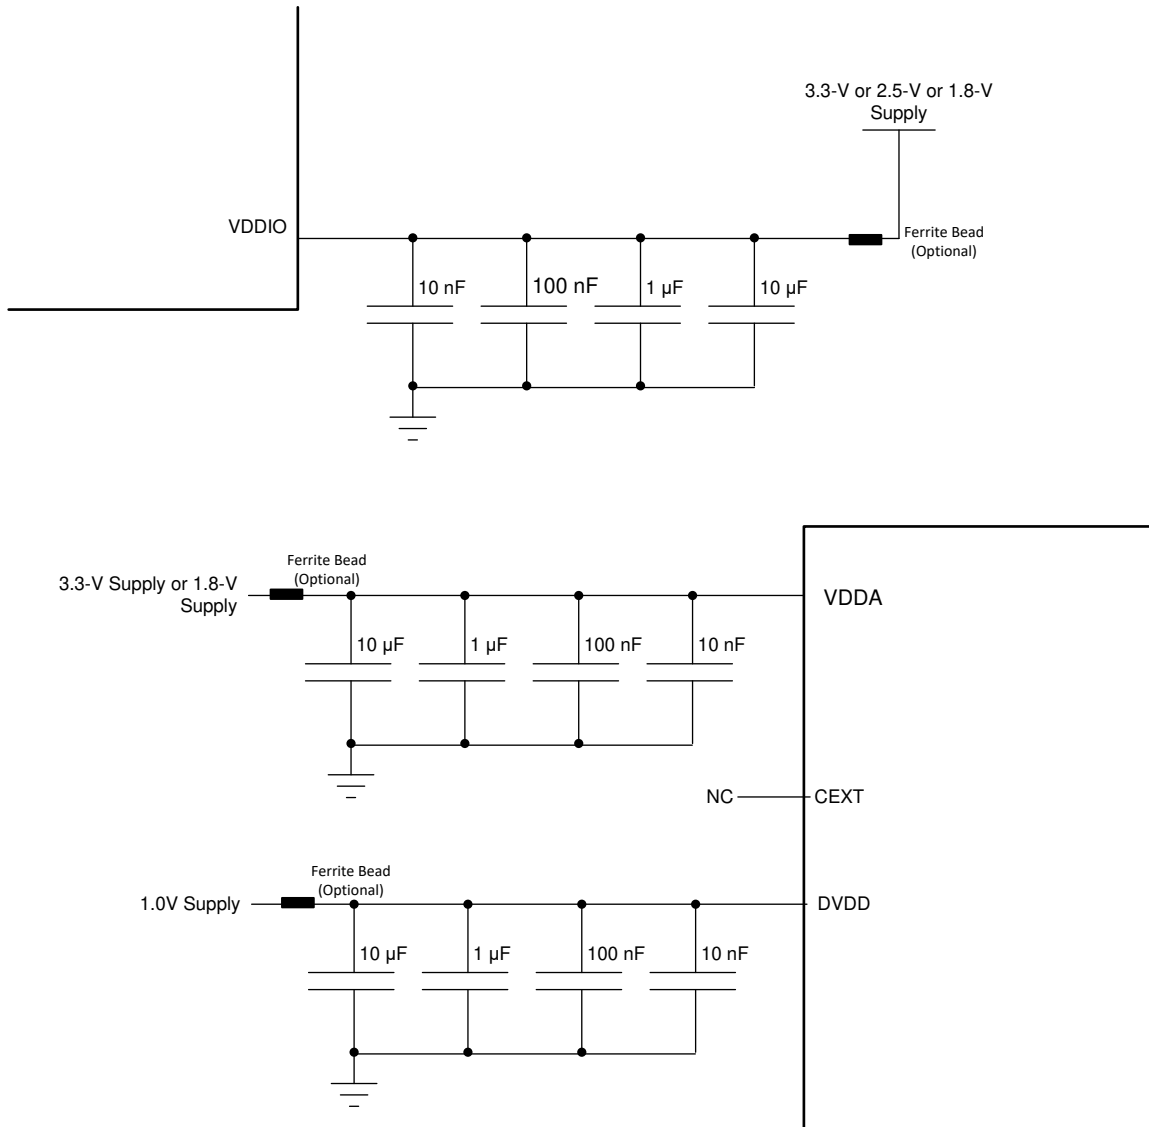 3.3-V or 2.5-V or 1.8-V
Supply
VDDIO
Ferrite Bead
(Optional)
10 nF
100 nF
1 µF
10 µF
Ferrite Bead
(Optional)
3.3-V Supply or 1.8-V
Supply
VDDA
10 µF
1 µF
100 nF
10 nF
NC
CEXT
Ferrite Bead
(Optional)
1.0V Supply
DVDD
10 µF
1 µF
100 nF
10 nF